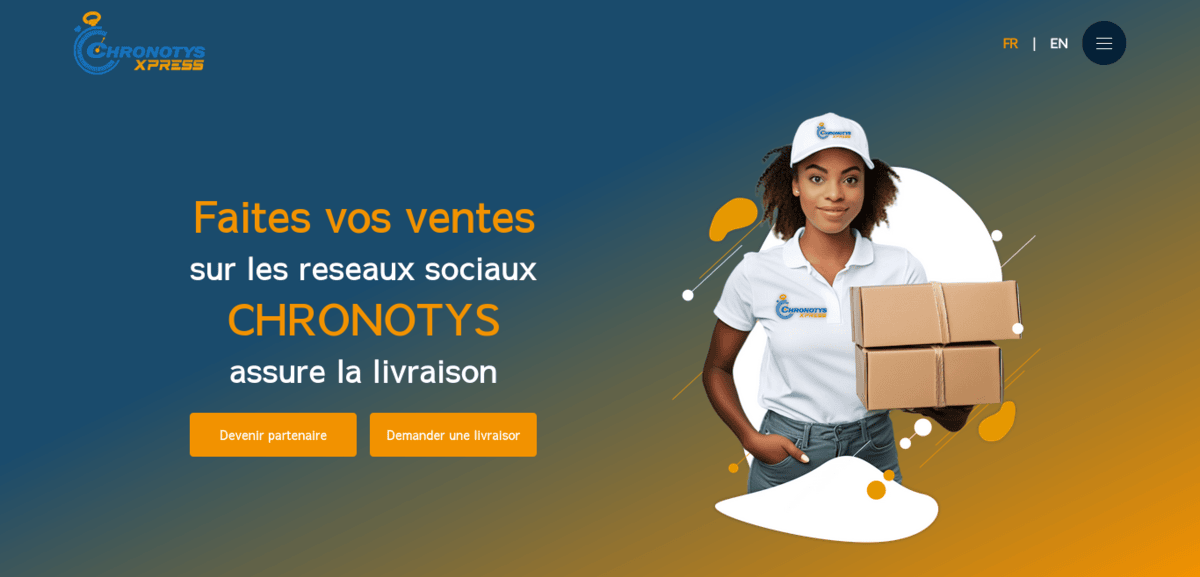 CHRONOTYS
XPRESS
FR | EN
CHRONOTYS
XPRESS
Faites vos ventes
sur les reseaux sociaux
CHRONOTYS
assure la livraison
CHRONOTYS
XPRESS
Devenir partenaire
Demander une livraisor